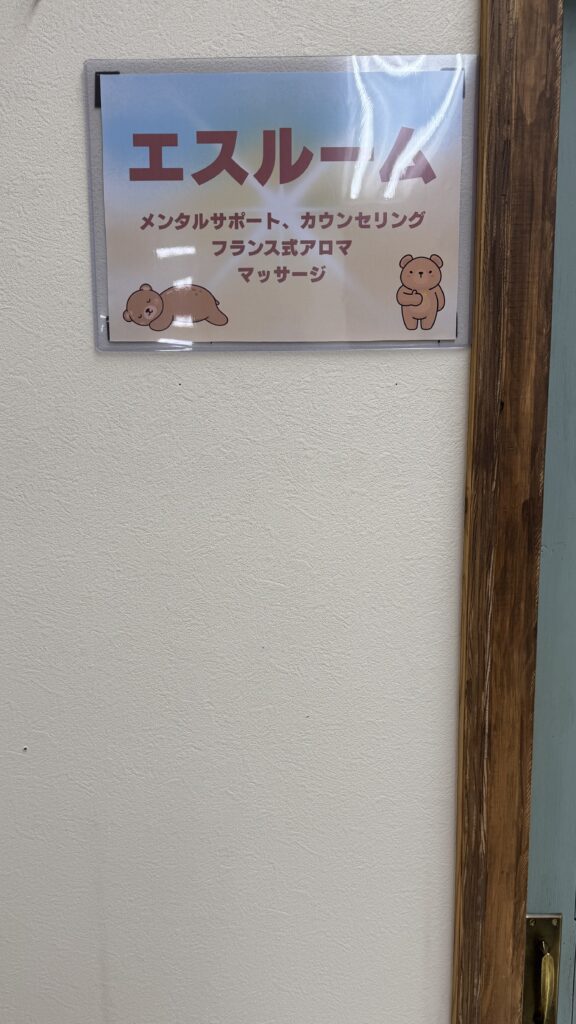 エスルーム
メンタルサポート、カウンセリング
フランス式アロマ
マッサージ